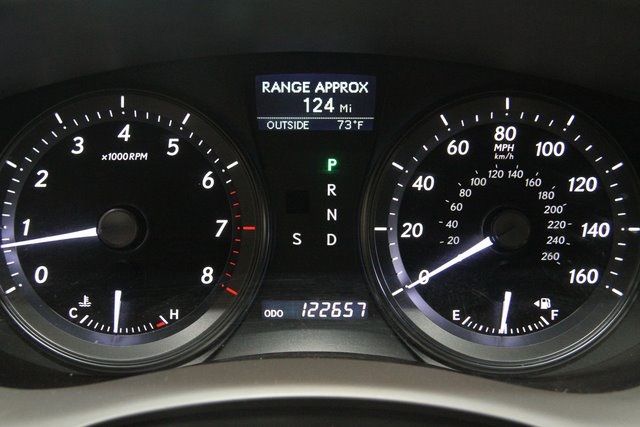 RANGE APPROX
124 Mi
OUTSIDE 73°F
0 1 2 3 4 5 6 7 8
x1000 RPM
C H
P
R
N
S D
ODO 122657
0 20 40 60 80 100 120 140 160
MPH
km/h
20 40 60 80 100 120 140 160 180 200 220 240 260
E F